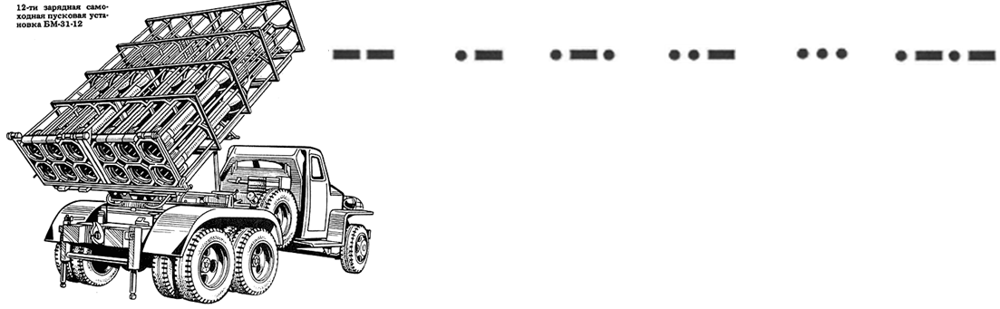 12-ти зарядная само-
ходная пусковая уста-
новка БМ-31-12
▬ ▬ ● ▬ ● ▬ ● ● ● ▬ ● ● ● ● ▬ ● ▬